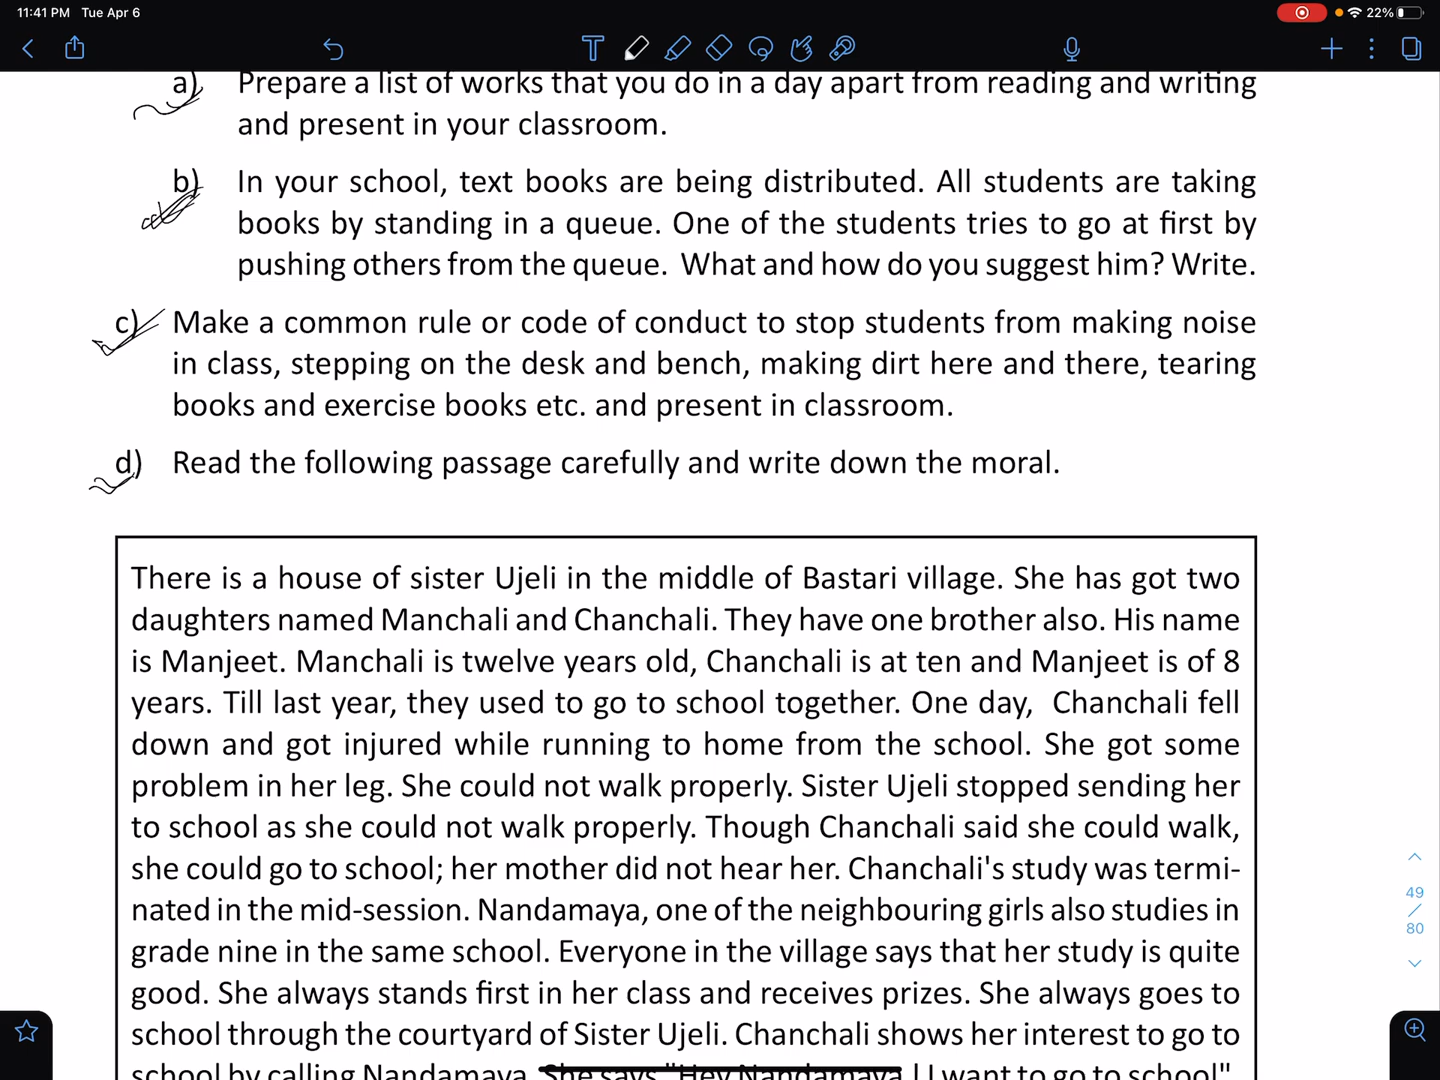 11:41 PM Tue Apr 6
22%
a) Prepare a list of works that you do in a day apart from reading and writing
and present in your classroom.
b) In your school, text books are being distributed. All students are taking
books by standing in a queue. One of the students tries to go at first by
pushing others from the queue. What and how do you suggest him? Write.
c) Make a common rule or code of conduct to stop students from making noise
in class, stepping on the desk and bench, making dirt here and there, tearing
books and exercise books etc. and present in classroom.
d) Read the following passage carefully and write down the moral.
There is a house of sister Ujeli in the middle of Bastari village. She has got two
daughters named Manchali and Chanchali. They have one brother also. His name
is Manjeet. Manchali is twelve years old, Chanchali is at ten and Manjeet is of 8
years. Till last year, they used to go to school together. One day, Chanchali fell
down and got injured while running to home from the school. She got some
problem in her leg. She could not walk properly. Sister Ujeli stopped sending her
to school as she could not walk properly. Though Chanchali said she could walk,
she could go to school; her mother did not hear her. Chanchali's study was termi-
nated in the mid-session. Nandamaya, one of the neighbouring girls also studies in
grade nine in the same school. Everyone in the village says that her study is quite
good. She always stands first in her class and receives prizes. She always goes to
school through the courtyard of Sister Ujeli. Chanchali shows her interest to go to
school by calling Nandamaya. She says "Hey Nandamaya ! I want to go to school".
49
/
80